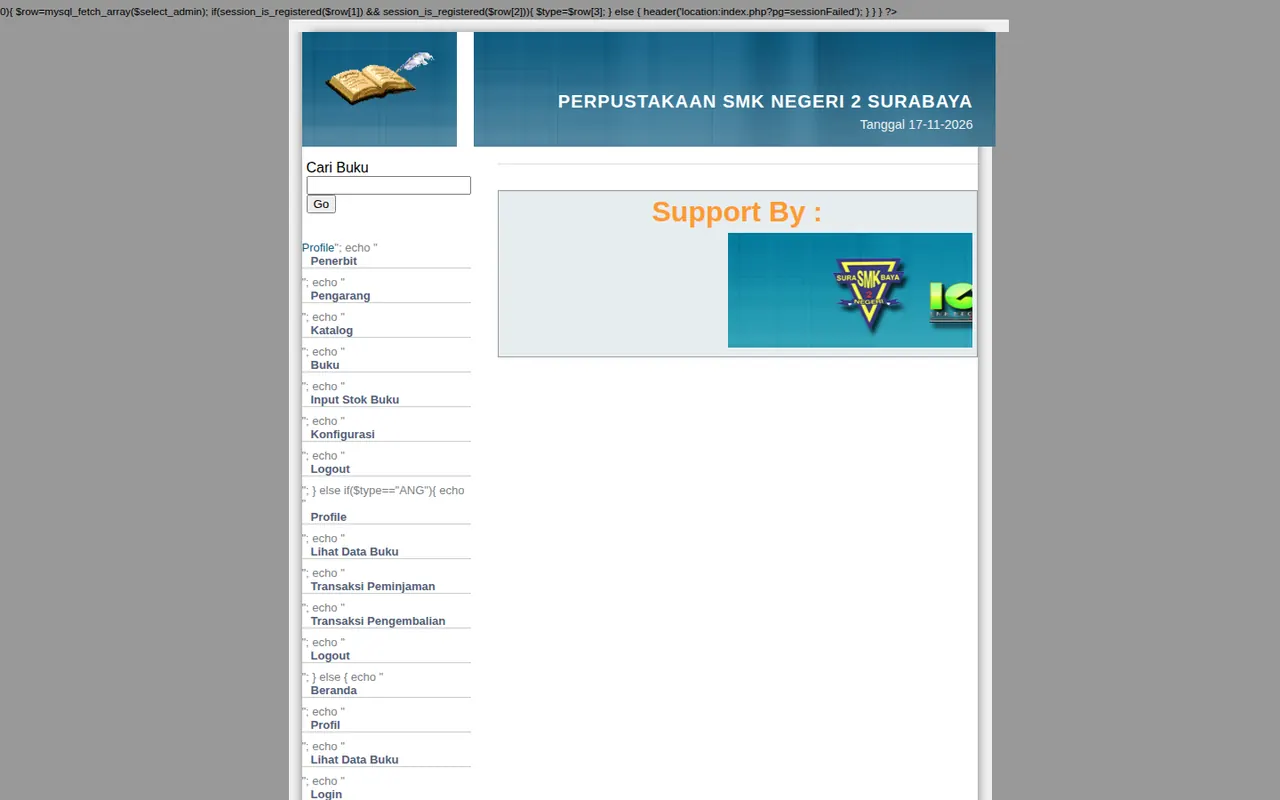 0){ $row=mysql_fetch_array($select_admin); if(session_is_registered($row[1]) && session_is_registered($row[2])){ $type=$row[3]; } else { header('location:index.php?pg=sessionFailed'); } } } ?>
PERPUSTAKAAN SMK NEGERI 2 SURABAYA
Tanggal 17-11-2026
Cari Buku
Go
Support By :
SURA SMK BAYA
NEGERI
Profile"; echo "
Penerbit
"; echo "
Pengarang
"; echo "
Katalog
"; echo "
Buku
"; echo "
Input Stok Buku
"; echo "
Konfigurasi
"; echo "
Logout
"; } else if($type=="ANG"){ echo
"
Profile
"; echo "
Lihat Data Buku
"; echo "
Transaksi Peminjaman
"; echo "
Transaksi Pengembalian
"; echo "
Logout
"; } else { echo "
Beranda
"; echo "
Profil
"; echo "
Lihat Data Buku
"; echo "
Login